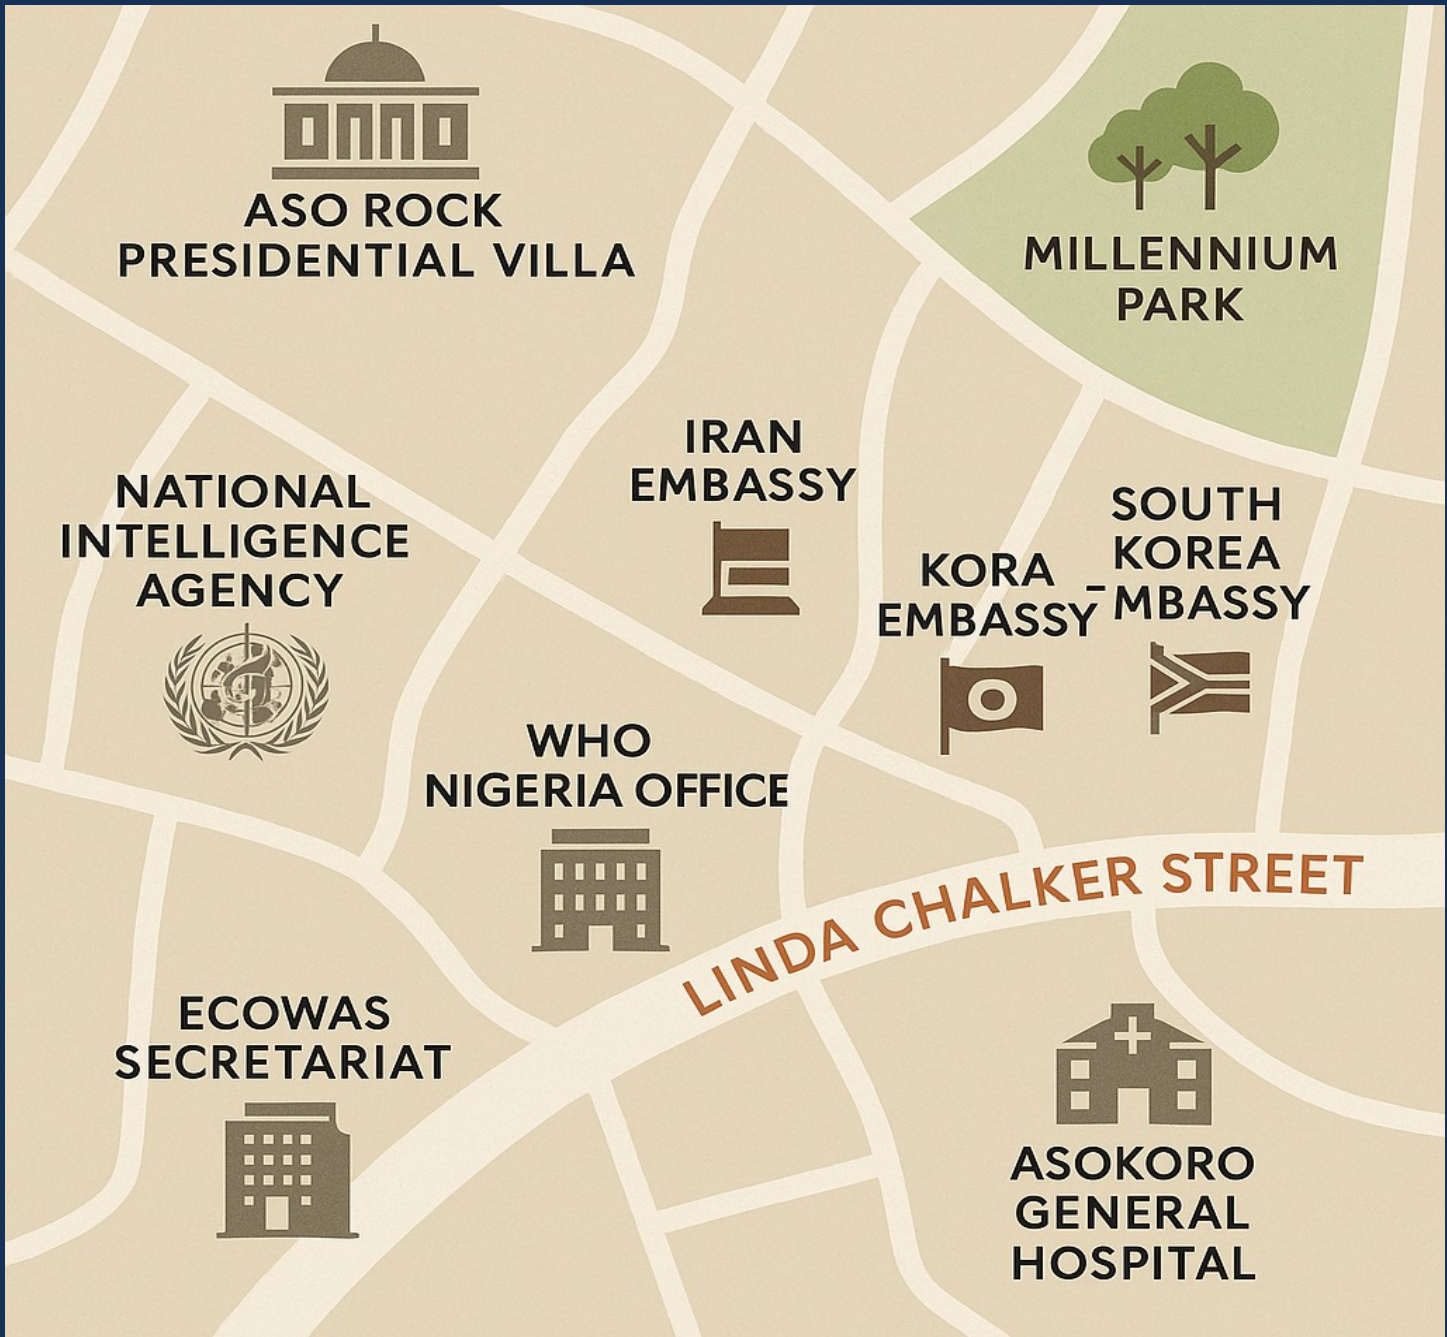 ASO ROCK
PRESIDENTIAL VILLA
MILLENNIUM
PARK
IRAN
EMBASSY
NATIONAL
INTELLIGENCE
AGENCY
KORA
EMBASSY
SOUTH
KOREA
-MBASSY
WHO
NIGERIA OFFICE
LINDA CHALKER STREET
ECOWAS
SECRETARIAT
ASOKORO
GENERAL
HOSPITAL